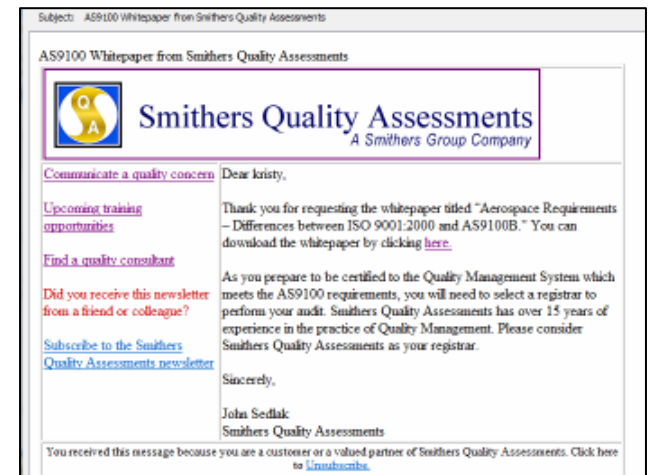 Subject: AS9100 Whitepaper from Smithers Quality Assessments
AS9100 Whitepaper from Smithers Quality Assessments
Q
A
Smithers Quality Assessments
A Smithers Group Company
Communicate a quality concern
Upcoming training
opportunities
Find a quality consultant
Did you receive this newsletter
from a friend or colleague?
Subscribe to the Smithers
Quality Assessments newsletter
Dear kristy,
Thank you for requesting the whitepaper titled "Aerospace Requirements
– Differences between ISO 9001:2000 and AS9100B." You can
download the whitepaper by clicking here.
As you prepare to be certified to the Quality Management System which
meets the AS9100 requirements, you will need to select a registrar to
perform your audit. Smithers Quality Assessments has over 15 years of
experience in the practice of Quality Management. Please consider
Smithers Quality Assessments as your registrar.
Sincerely,
John Sedlak
Smithers Quality Assessments
You received this message because you are a customer or a valued partner of Smithers Quality Assessments. Click here
to Unsubscribe.